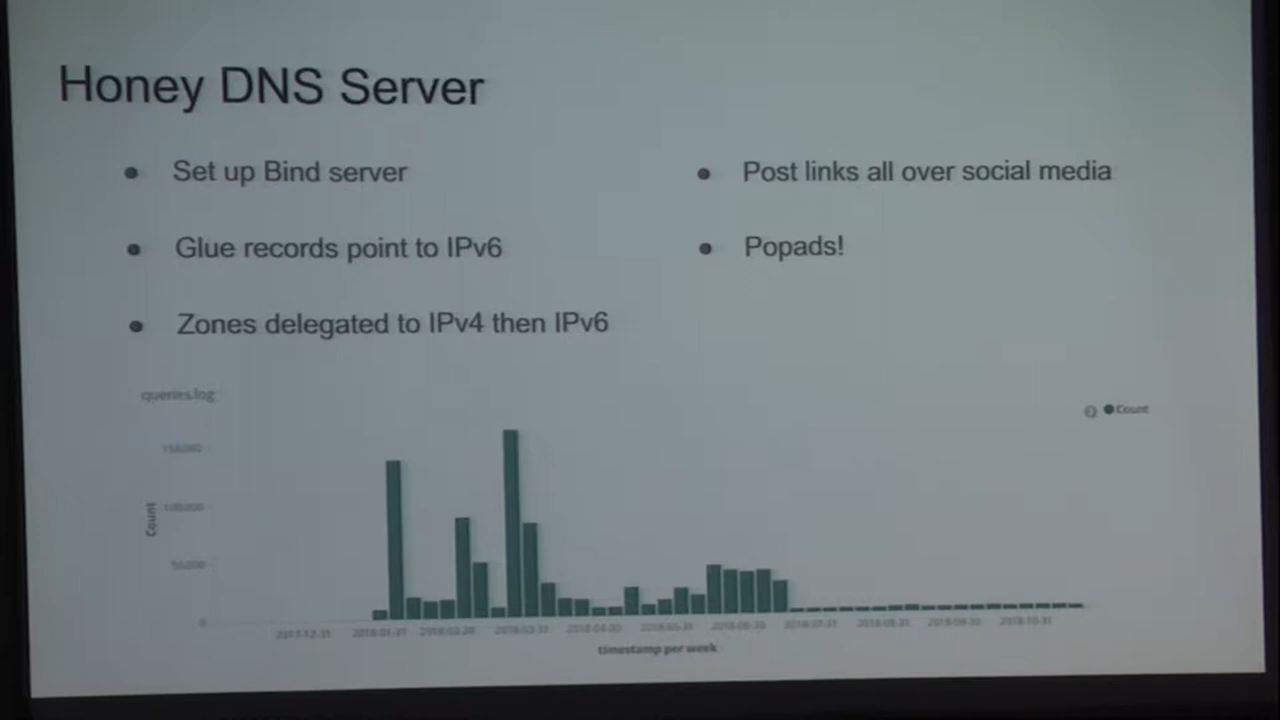 Honey DNS Server
● Set up Bind server
● Glue records point to IPv6
● Zones delegated to IPv4 then IPv6
● Post links all over social media
● Popads!
queries.log
Count
Count
150,000
100,000
50,000
0
2017-12-31 2018-01-31 2018-02-28 2018-03-31 2018-04-30 2018-05-31 2018-06-30 2018-07-31 2018-08-31 2018-09-30 2018-10-31
timestamp per week